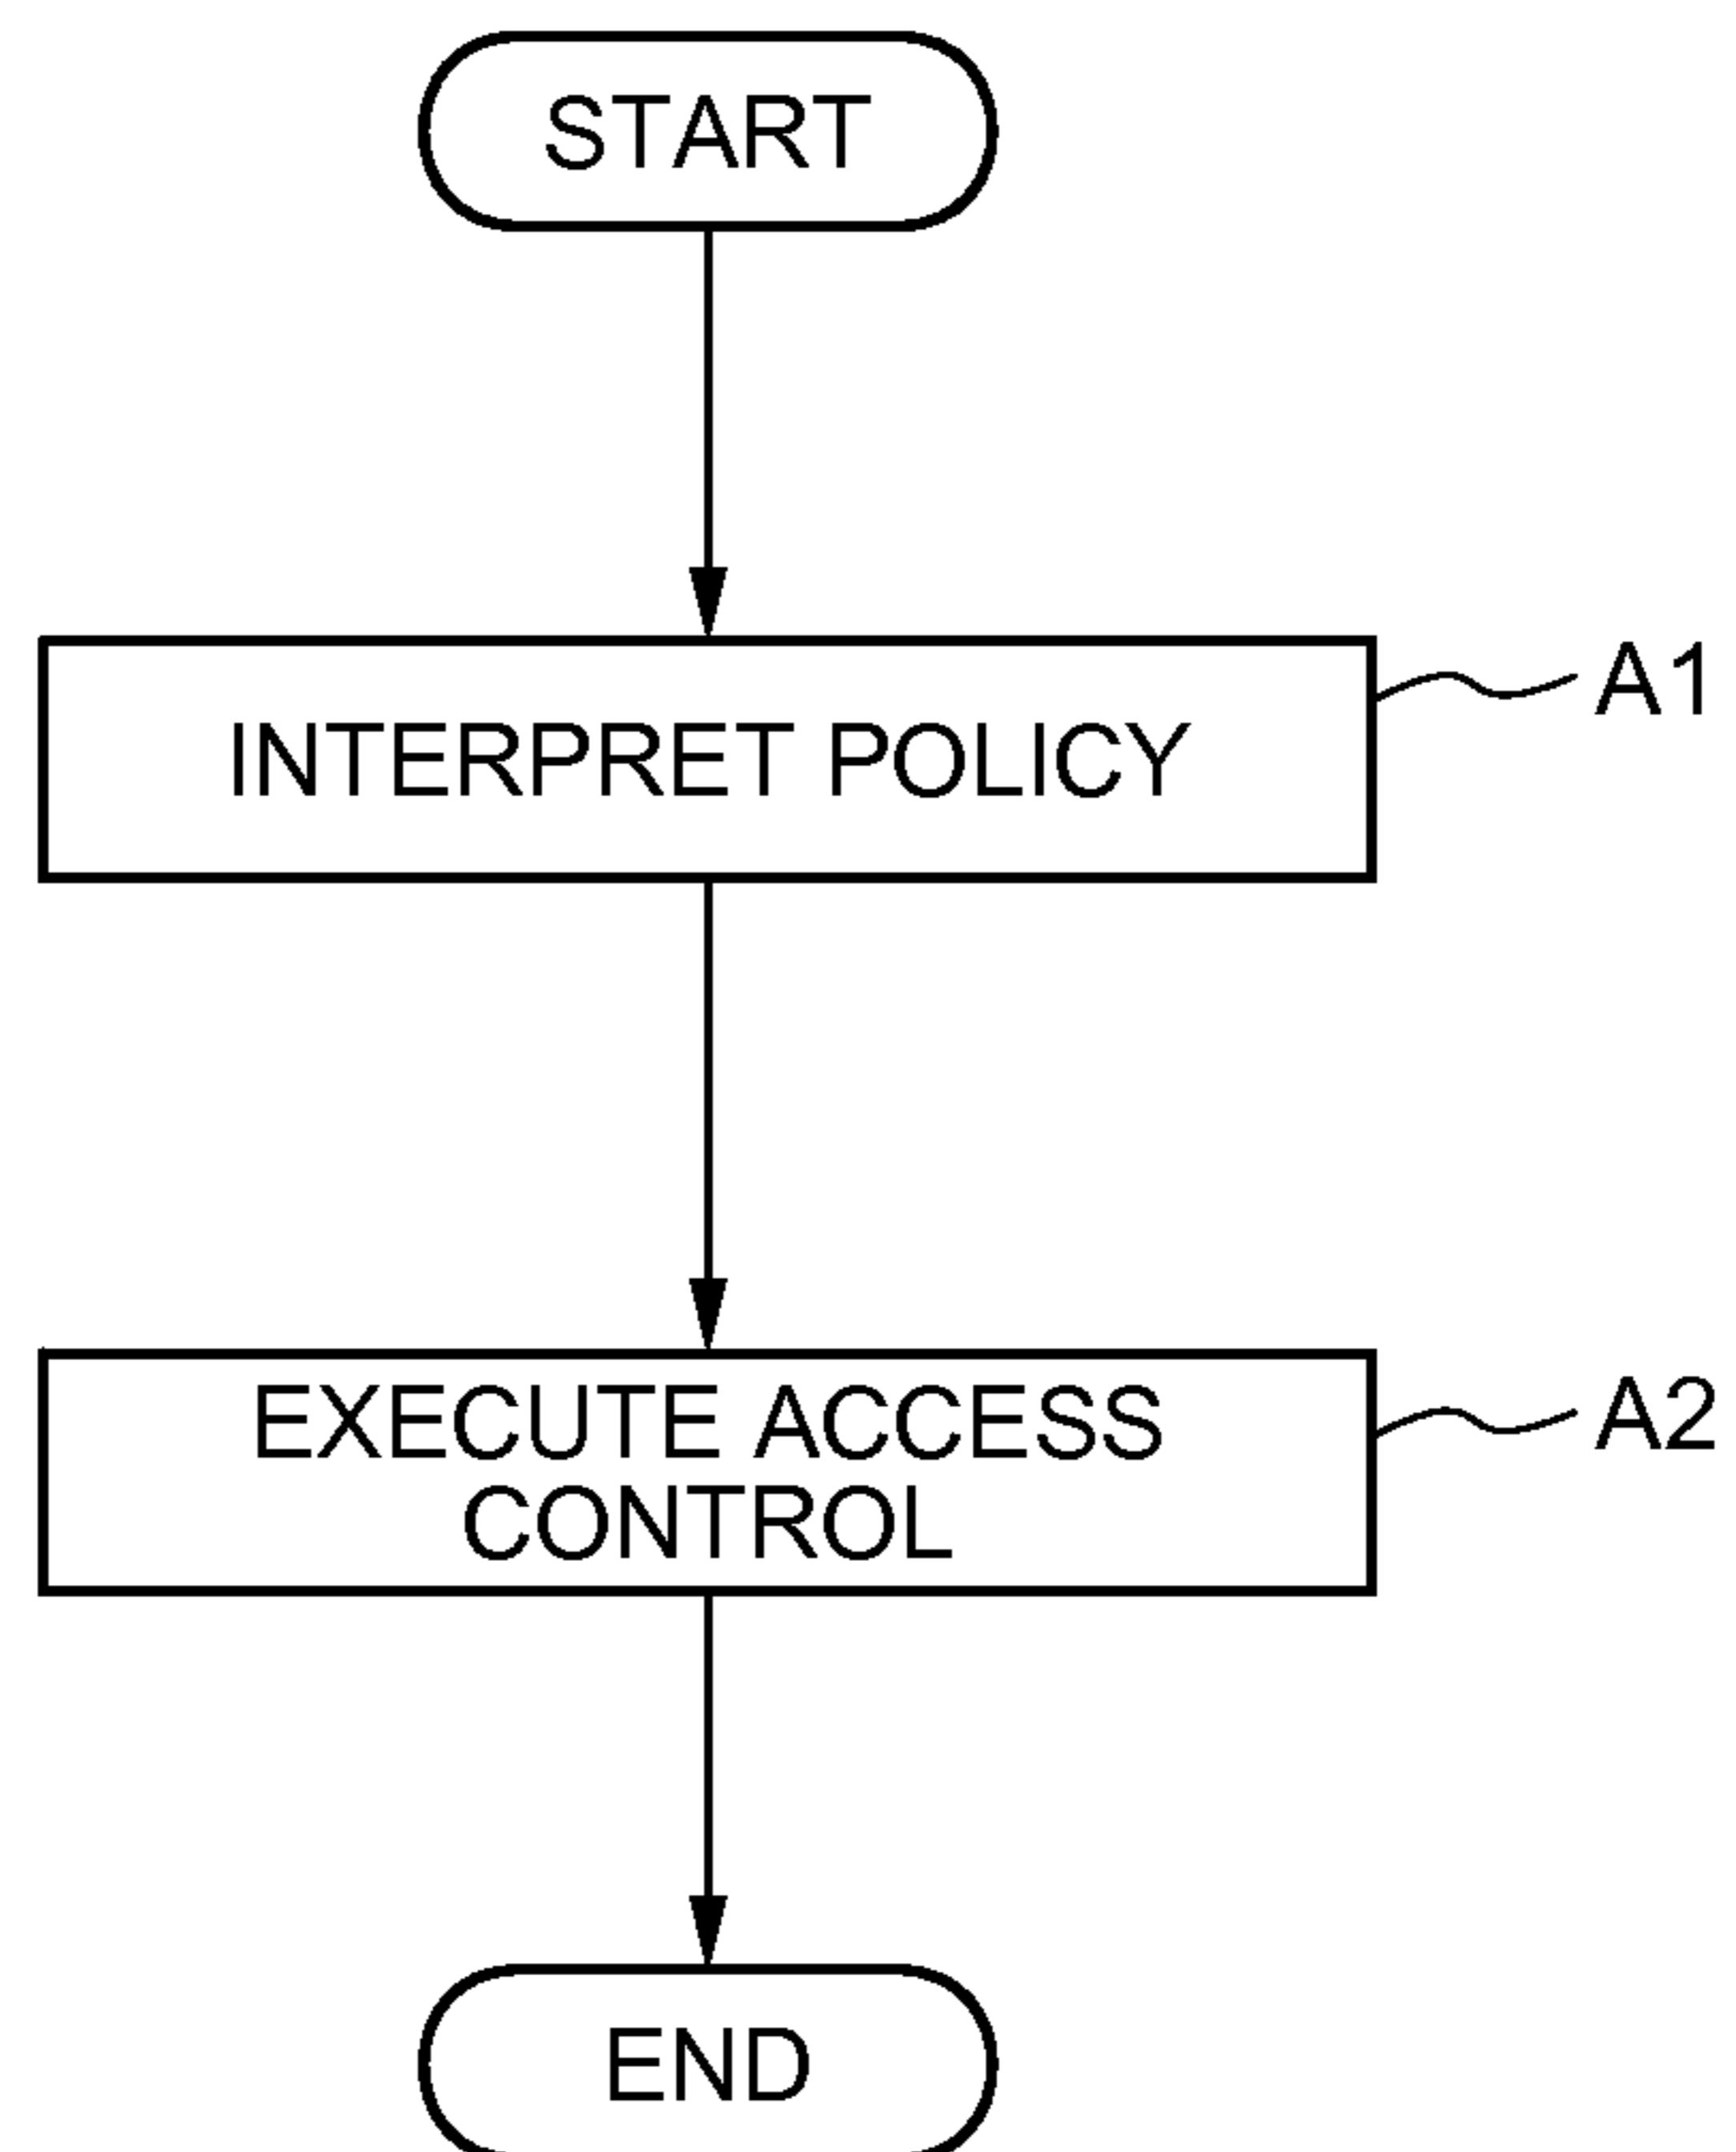 START
INTERPRET POLICY
A1
EXECUTE ACCESS
CONTROL
A2
END